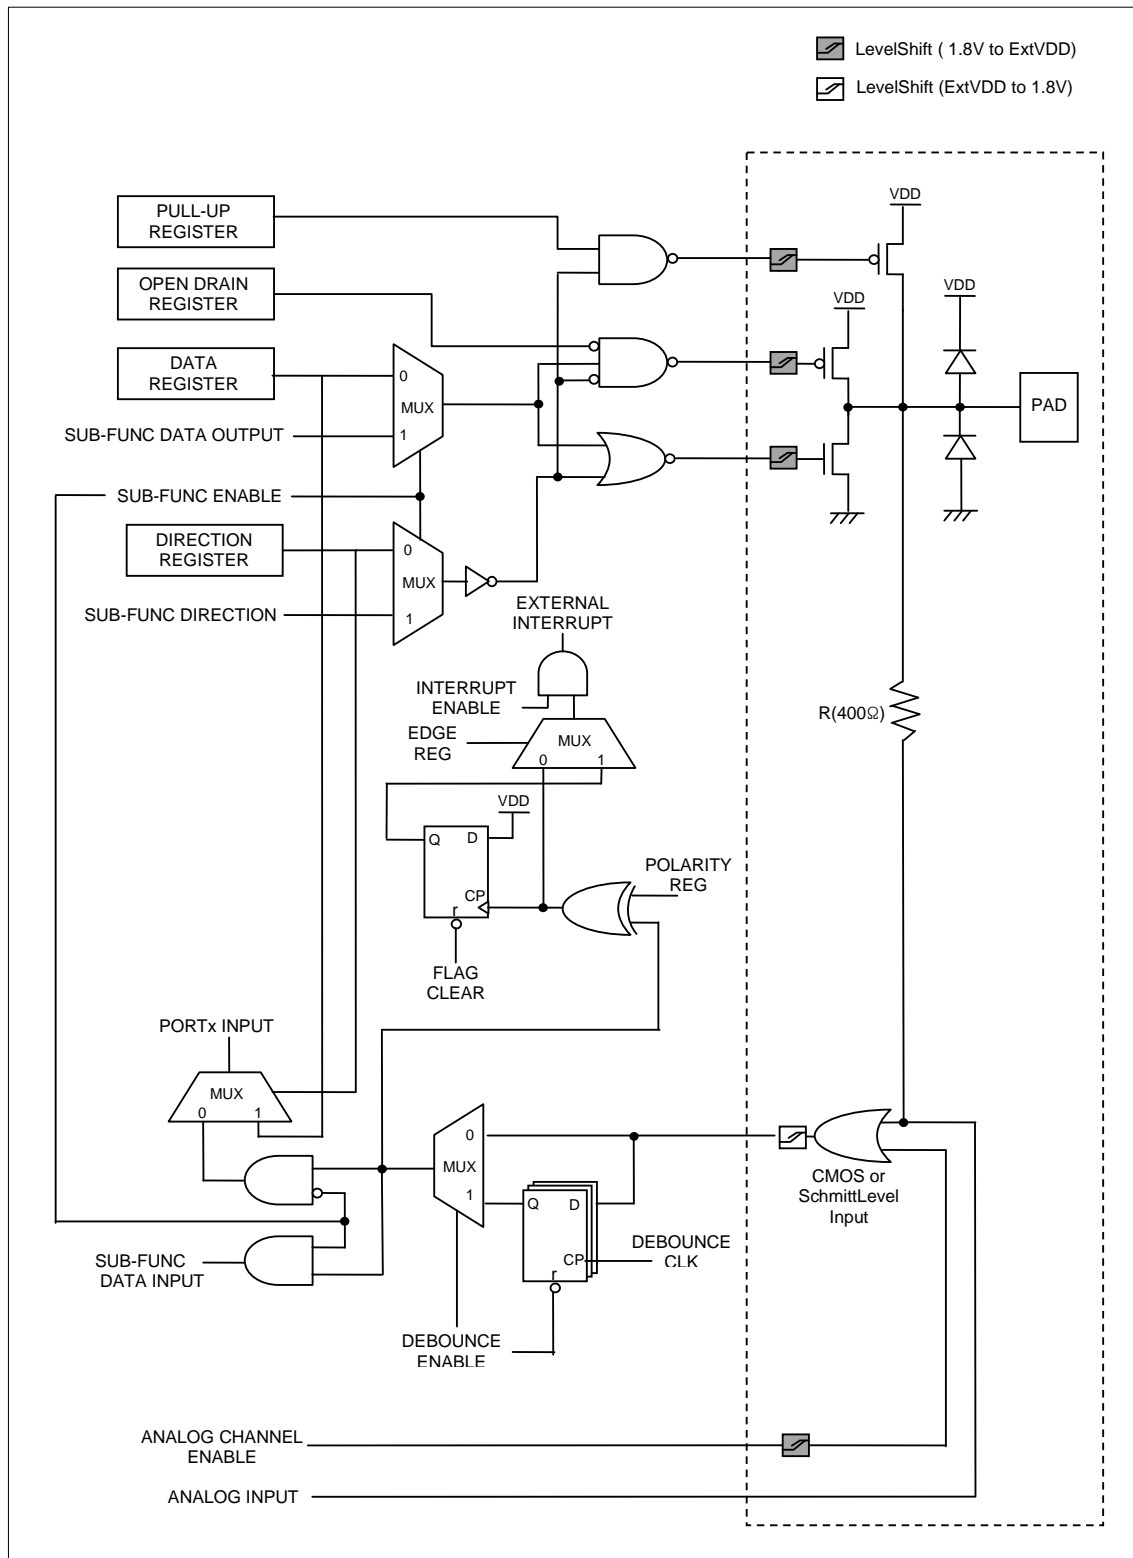 LevelShift ( 1.8V to ExtVDD)
LevelShift (ExtVDD to 1.8V)
PULL-UP
REGISTER
VDD
OPEN DRAIN
REGISTER
VDD
VDD
DATA
REGISTER
0
MUX
1
PAD
SUB-FUNC DATA OUTPUT
SUB-FUNC ENABLE
DIRECTION
REGISTER
0
MUX
1
SUB-FUNC DIRECTION
EXTERNAL
INTERRUPT
INTERRUPT
ENABLE
EDGE
REG
MUX
0 1
R(400Ω)
VDD
Q D
CP
r
POLARITY
REG
FLAG
CLEAR
PORTx INPUT
MUX
0 1
0
MUX
1
Q D
CP
r
CMOS or
SchmittLevel
Input
DEBOUNCE
CLK
SUB-FUNC
DATA INPUT
DEBOUNCE
ENABLE
ANALOG CHANNEL
ENABLE
ANALOG INPUT